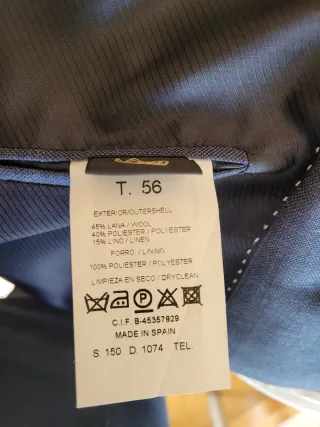 T. 56
EXTERIOR/OUTERSHELL
45% LANA / WOOL
40% POLIESTER / POLYESTER
15% LINO / LINEN
FORRO / LINING
100% POLIESTER / POLYESTER
LIMPIEZA EN SECO / DRYCLEAN
P
C.I.F. B-45357829
MADE IN SPAIN
S. 150 D. 1074 TEL.